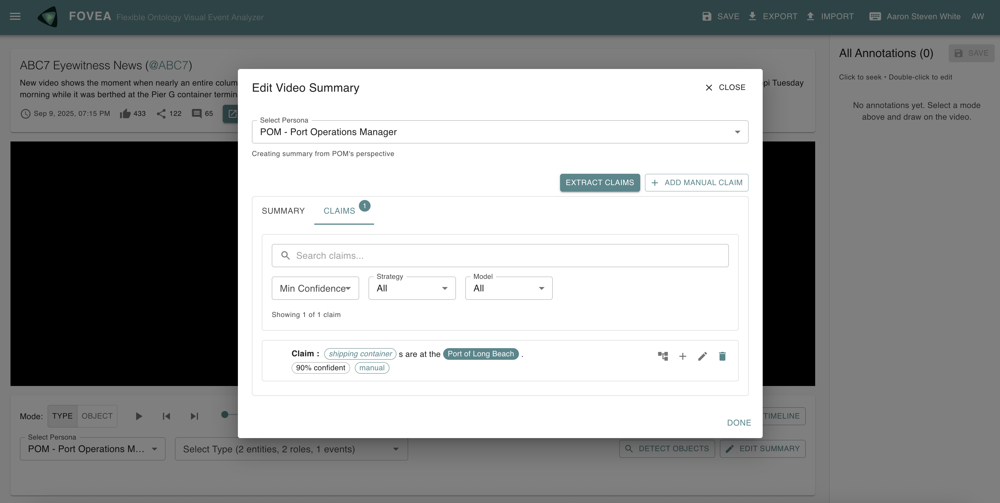 FOVEA Flexible Ontology Visual Event Analyzer
SAVE EXPORT IMPORT Aaron Steven White AW
ABC7 Eyewitness News (@ABC7)
New video shows the moment when nearly an entire colum
pi Tuesday
morning while it was berthed at the Pier G container termin
Sep 9, 2025, 07:15 PM 433 122 65
All Annotations (0) SAVE
Click to seek • Double-click to edit
No annotations yet. Select a mode
above and draw on the video.
Edit Video Summary CLOSE
Select Persona
POM - Port Operations Manager
Creating summary from POM's perspective
EXTRACT CLAIMS ADD MANUAL CLAIM
SUMMARY CLAIMS 1
Search claims...
Min Confidence
Strategy
All
Model
All
Showing 1 of 1 claim
Claim : shipping container s are at the Port of Long Beach .
90% confident manual
DONE
Mode: TYPE OBJECT
TIMELINE
Select Persona
POM - Port Operations M...
Select Type (2 entities, 2 roles, 1 events)
DETECT OBJECTS EDIT SUMMARY